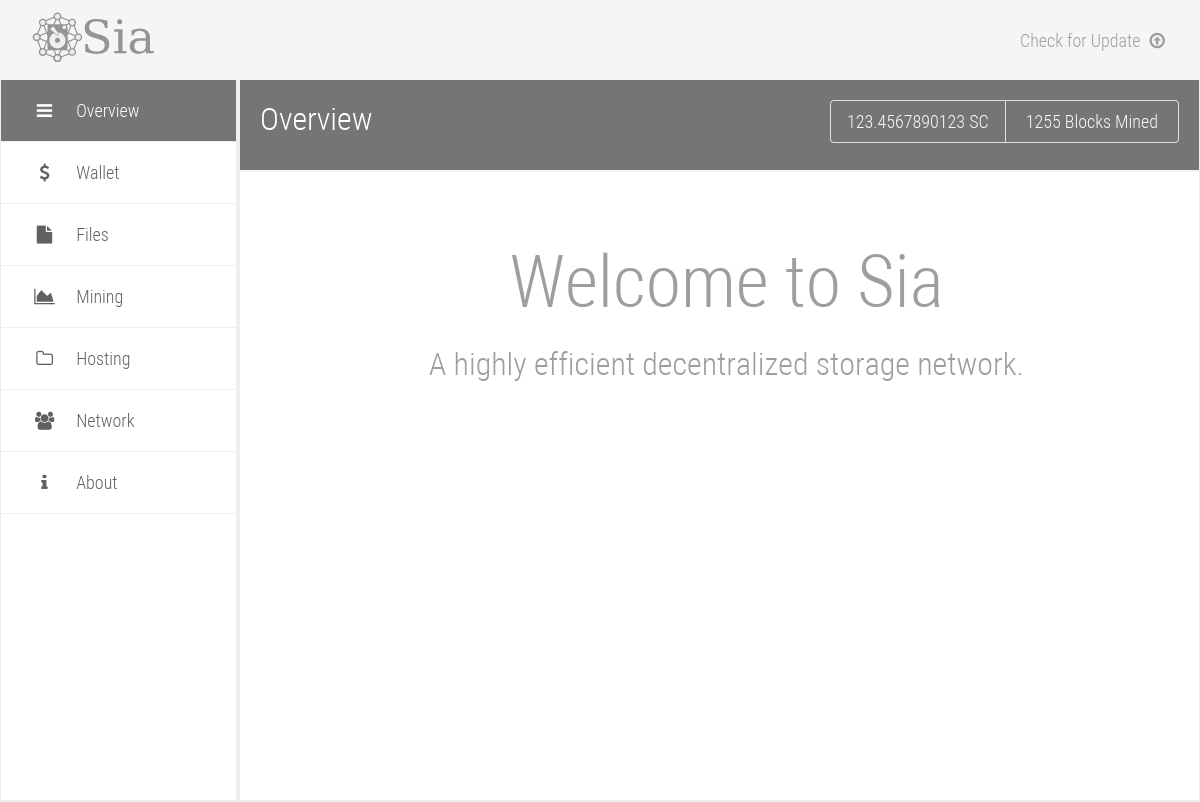 Sia
Check for Update
Overview
Wallet
Files
Mining
Hosting
Network
About
Overview
123.4567890123 SC
1255 Blocks Mined
Welcome to Sia
A highly efficient decentralized storage network.